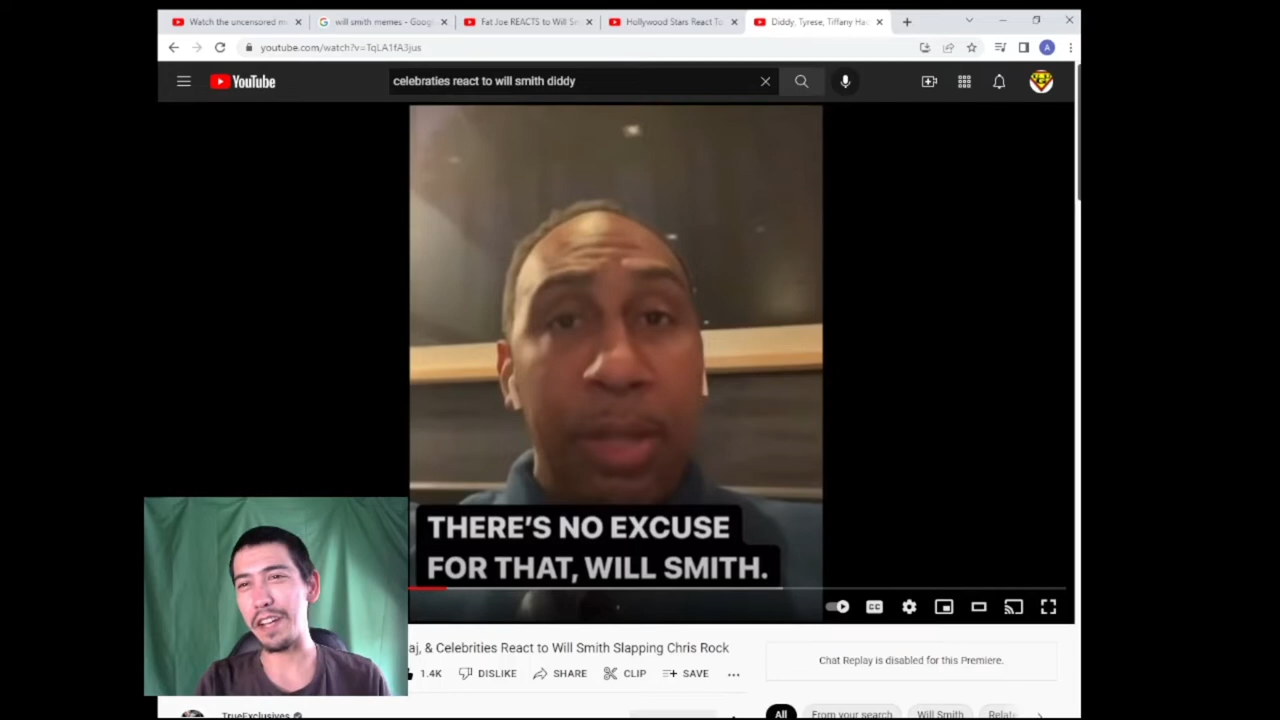 Watch the uncensored m
will smith memes - Goog
Fat Joe REACTS to Will Sm
Hollywood Stars React To
Diddy, Tyrese, Tiffany Ha
youtube.com/watch?v=TqLA1fA3jus
A
YouTube
celebraties react to will smith diddy
THERE'S NO EXCUSE
FOR THAT, WILL SMITH.
CC
aj, & Celebrities React to Will Smith Slapping Chris Rock
Chat Replay is disabled for this Premiere.
1.4K
DISLIKE
SHARE
CLIP
SAVE
TrueExclusives
All
From your search
Will Smith
Relate